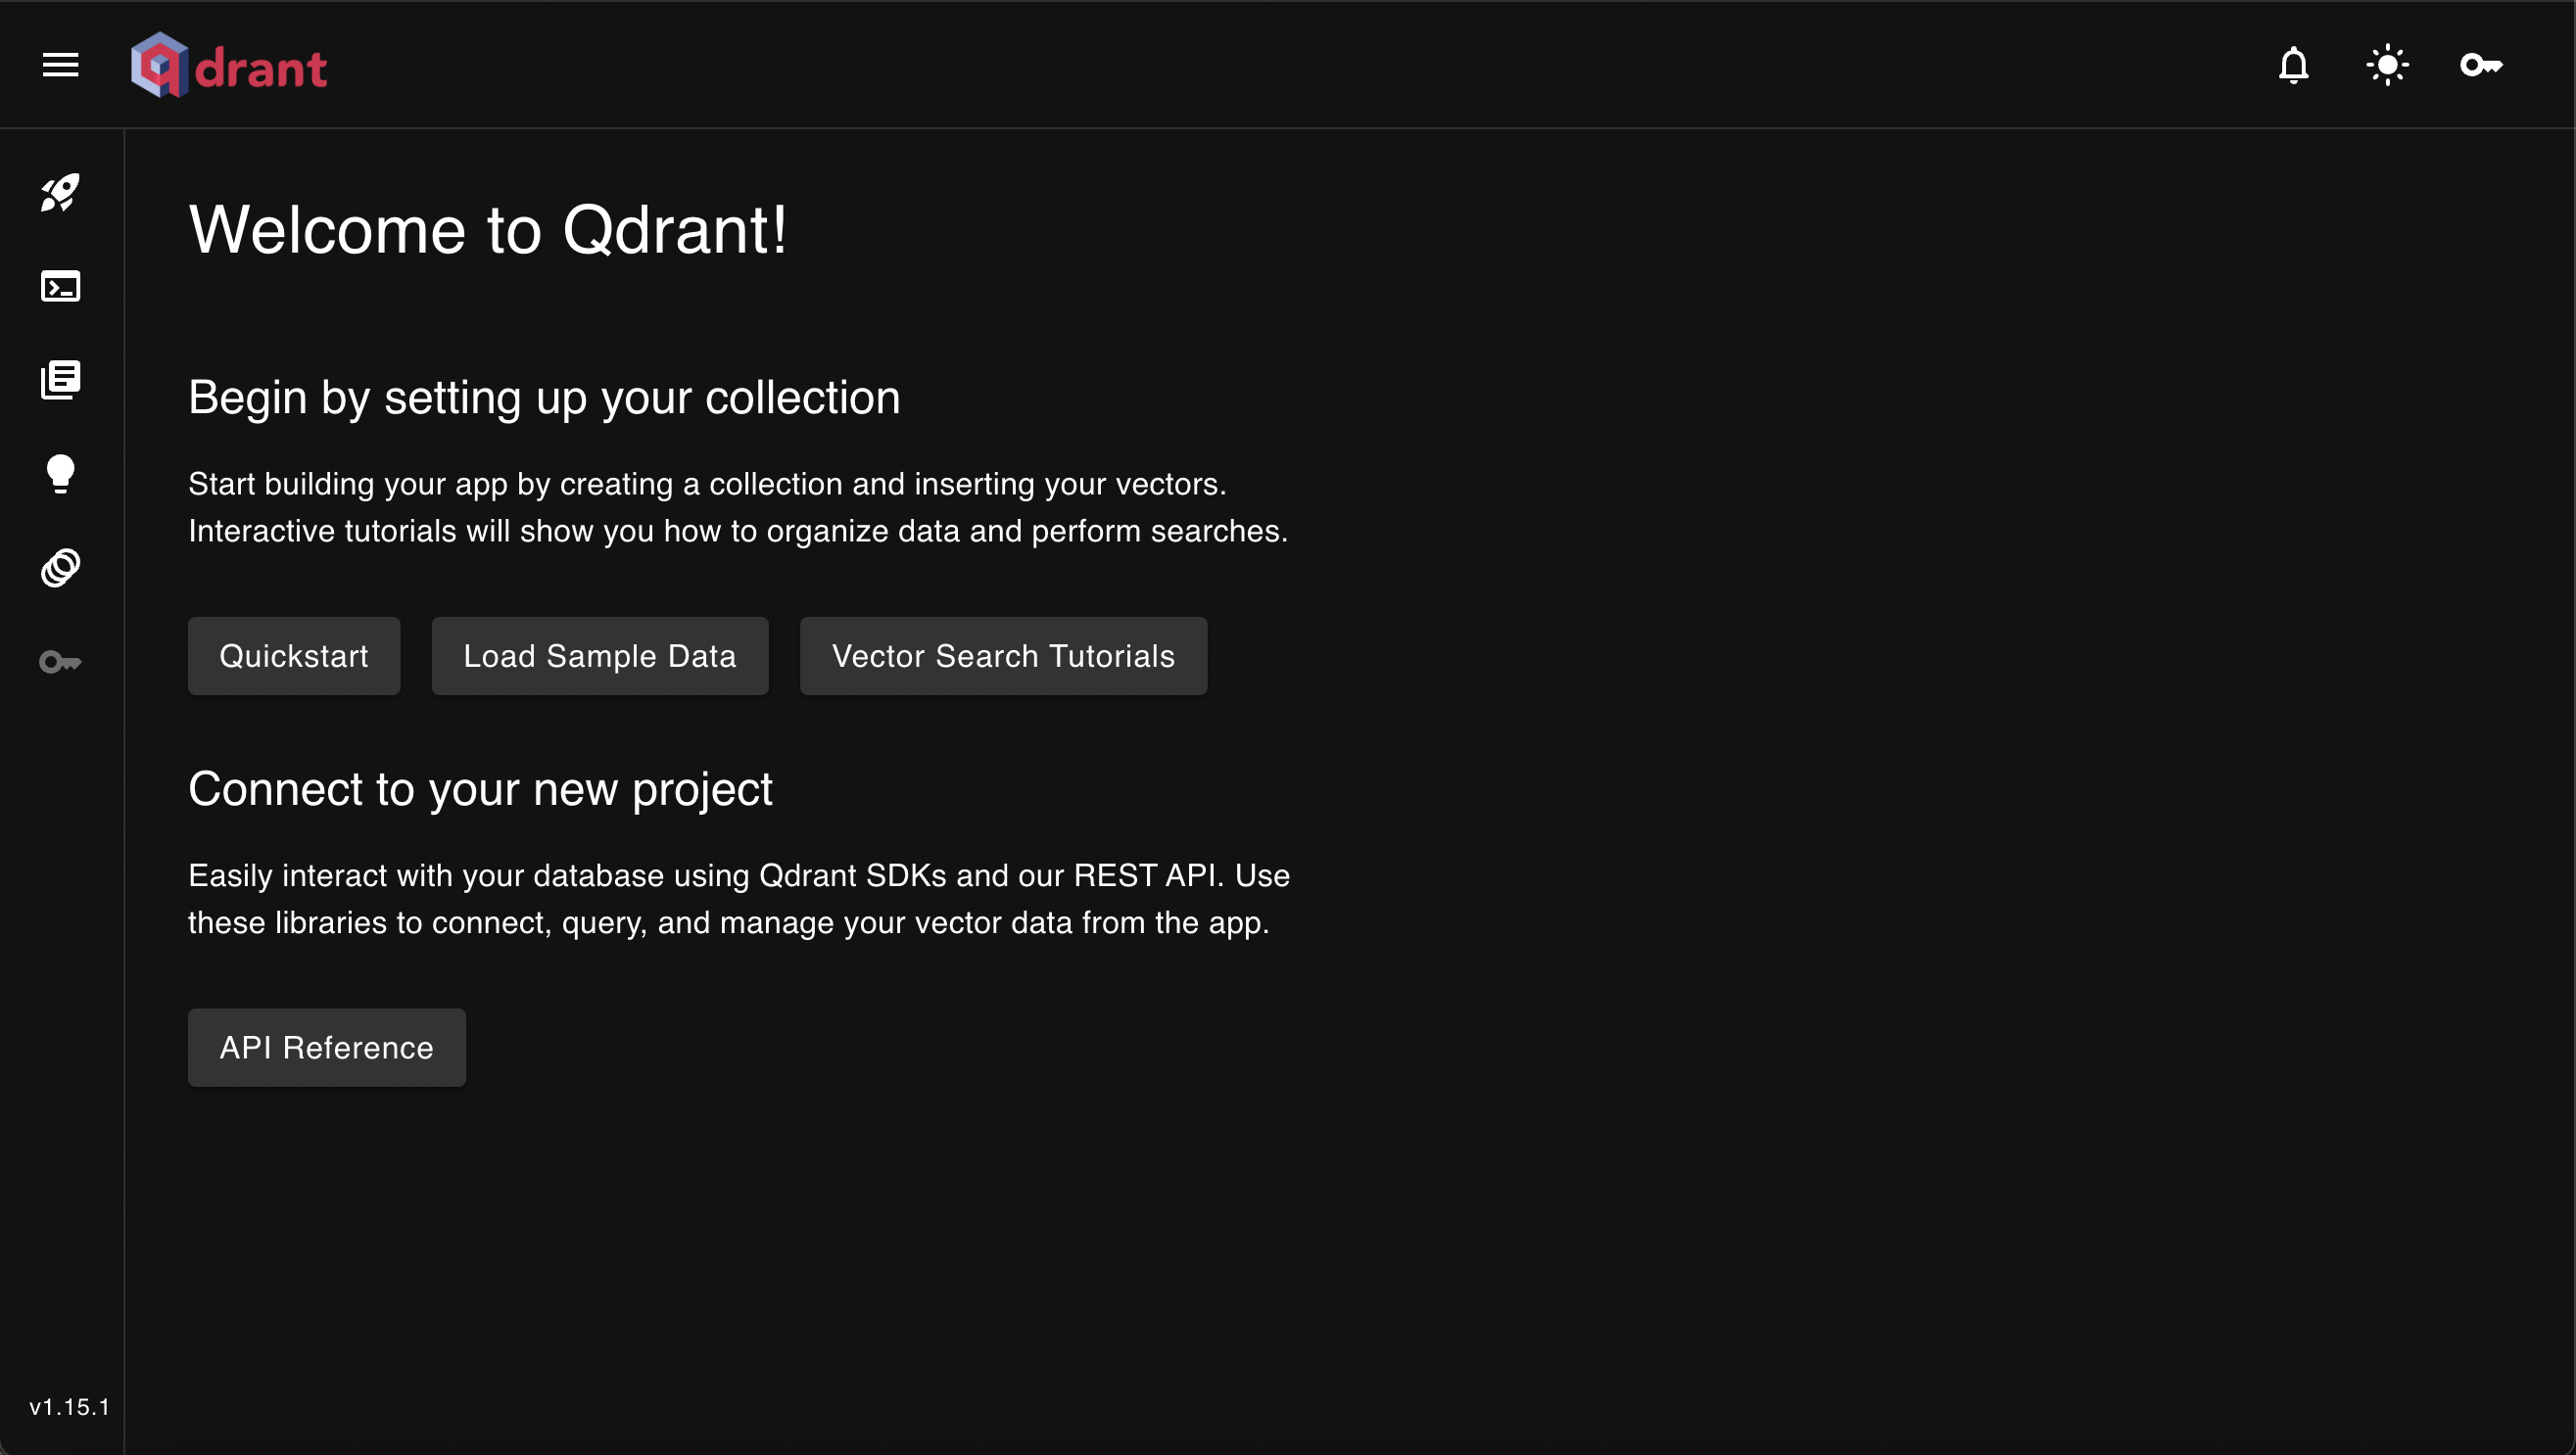 qdrant
Welcome to Qdrant!
Begin by setting up your collection
Start building your app by creating a collection and inserting your vectors.
Interactive tutorials will show you how to organize data and perform searches.
Quickstart
Load Sample Data
Vector Search Tutorials
Connect to your new project
Easily interact with your database using Qdrant SDKs and our REST API. Use
these libraries to connect, query, and manage your vector data from the app.
API Reference
v1.15.1